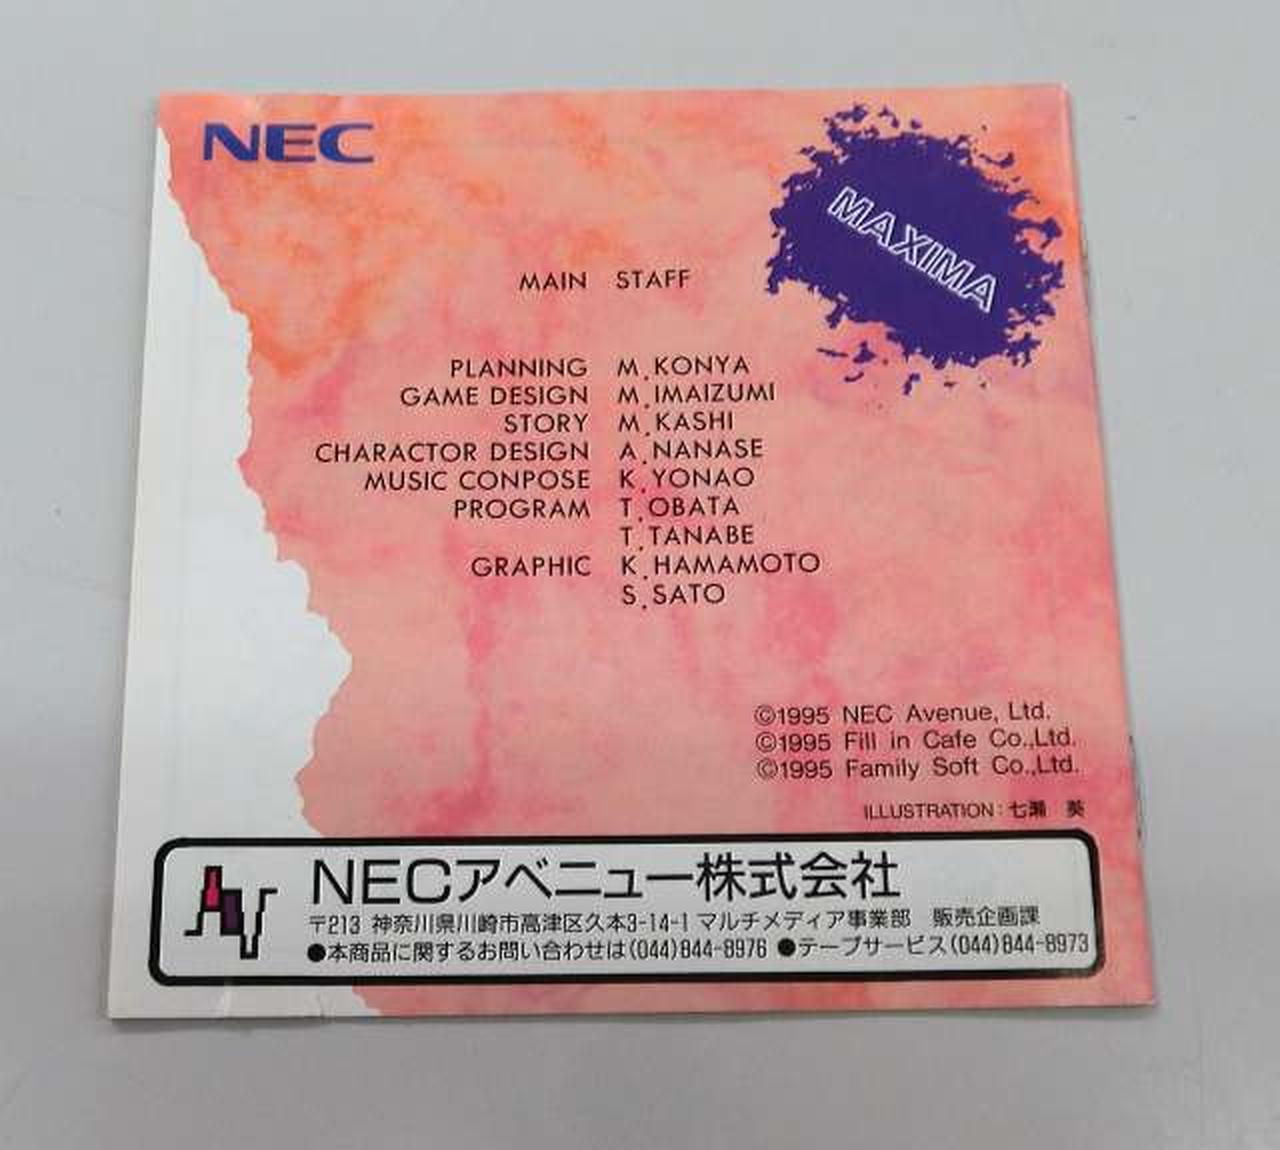 NEC
MAXIMA
MAIN STAFF
PLANNING M.KONYA
GAME DESIGN M.IMAIZUMI
STORY M.KASHI
CHARACTOR DESIGN A.NANASE
MUSIC CONPOSE K.YONAO
PROGRAM T.OBATA
T.TANABE
GRAPHIC K.HAMAMOTO
S.SATO
©1995 NEC Avenue, Ltd.
©1995 Fill in Cafe Co.,Ltd.
©1995 Family Soft Co.,Ltd.
ILLUSTRATION：七瀬 葵
NECアベニュー株式会社
〒213 神奈川県川崎市高津区久本3-14-1 マルチメディア事業部 販売企画課
●本商品に関するお問い合わせは(044)844-8976 ●テープサービス(044)844-8973